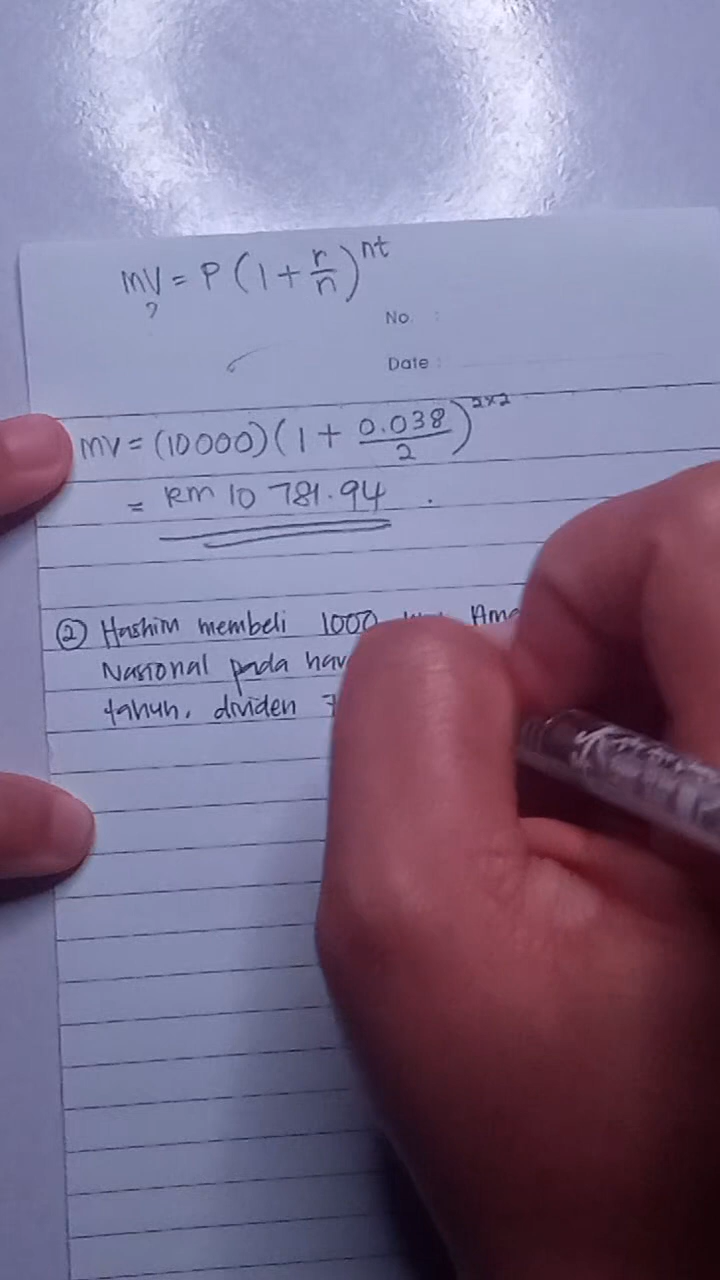 MV = P(1 + r/n)^nt
?
No. :
Date :
MV = (10000)(1 + 0.038/2)^2×2
= RM 10 781.94 .
② Hashim membeli 1000
Nasional pada
tahun, dividen